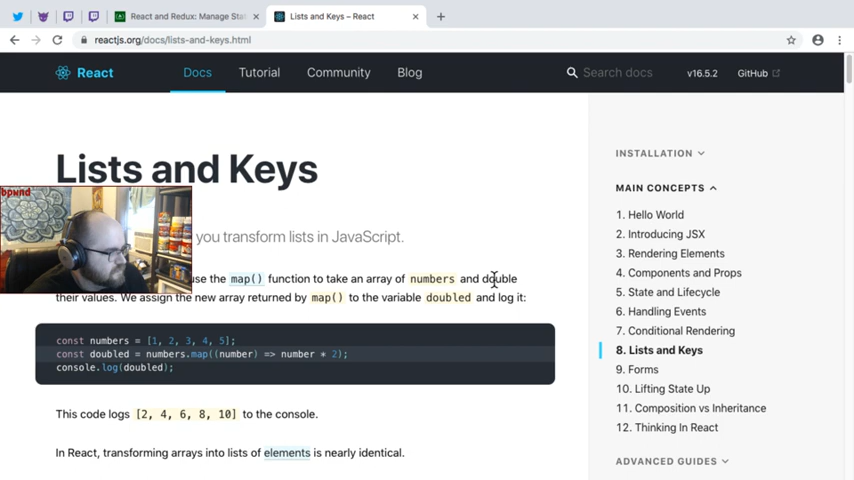 React and Redux: Manage Sta
Lists and Keys – React
reactjs.org/docs/lists-and-keys.html
React
Docs
Tutorial
Community
Blog
Search docs
v16.5.2
GitHub
Lists and Keys
you transform lists in JavaScript.
use the map() function to take an array of numbers and double
their values. We assign the new array returned by map() to the variable doubled and log it:
const numbers = [1, 2, 3, 4, 5];
const doubled = numbers.map((number) => number * 2);
console.log(doubled);
This code logs [2, 4, 6, 8, 10] to the console.
In React, transforming arrays into lists of elements is nearly identical.
INSTALLATION
MAIN CONCEPTS
1. Hello World
2. Introducing JSX
3. Rendering Elements
4. Components and Props
5. State and Lifecycle
6. Handling Events
7. Conditional Rendering
8. Lists and Keys
9. Forms
10. Lifting State Up
11. Composition vs Inheritance
12. Thinking In React
ADVANCED GUIDES